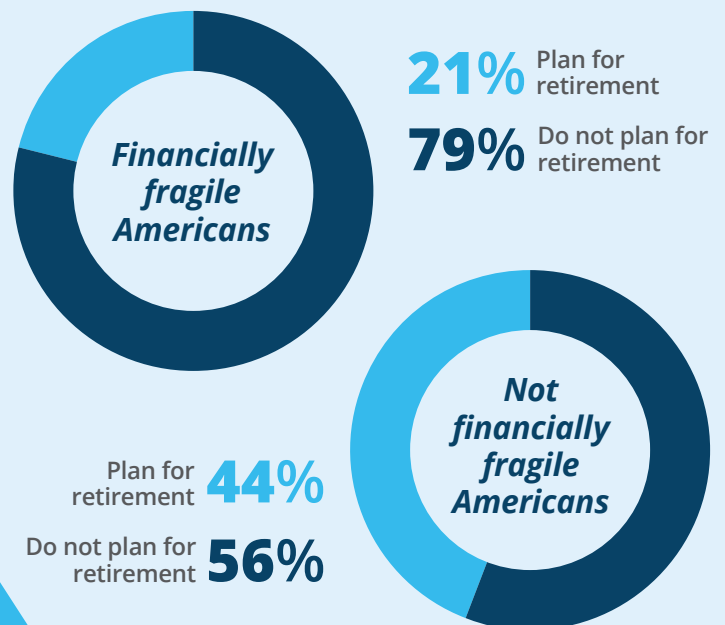 Financially
fragile
Americans
21% Plan for
retirement
79% Do not plan for
retirement
Not
financially
fragile
Americans
Plan for
retirement 44%
Do not plan for
retirement 56%